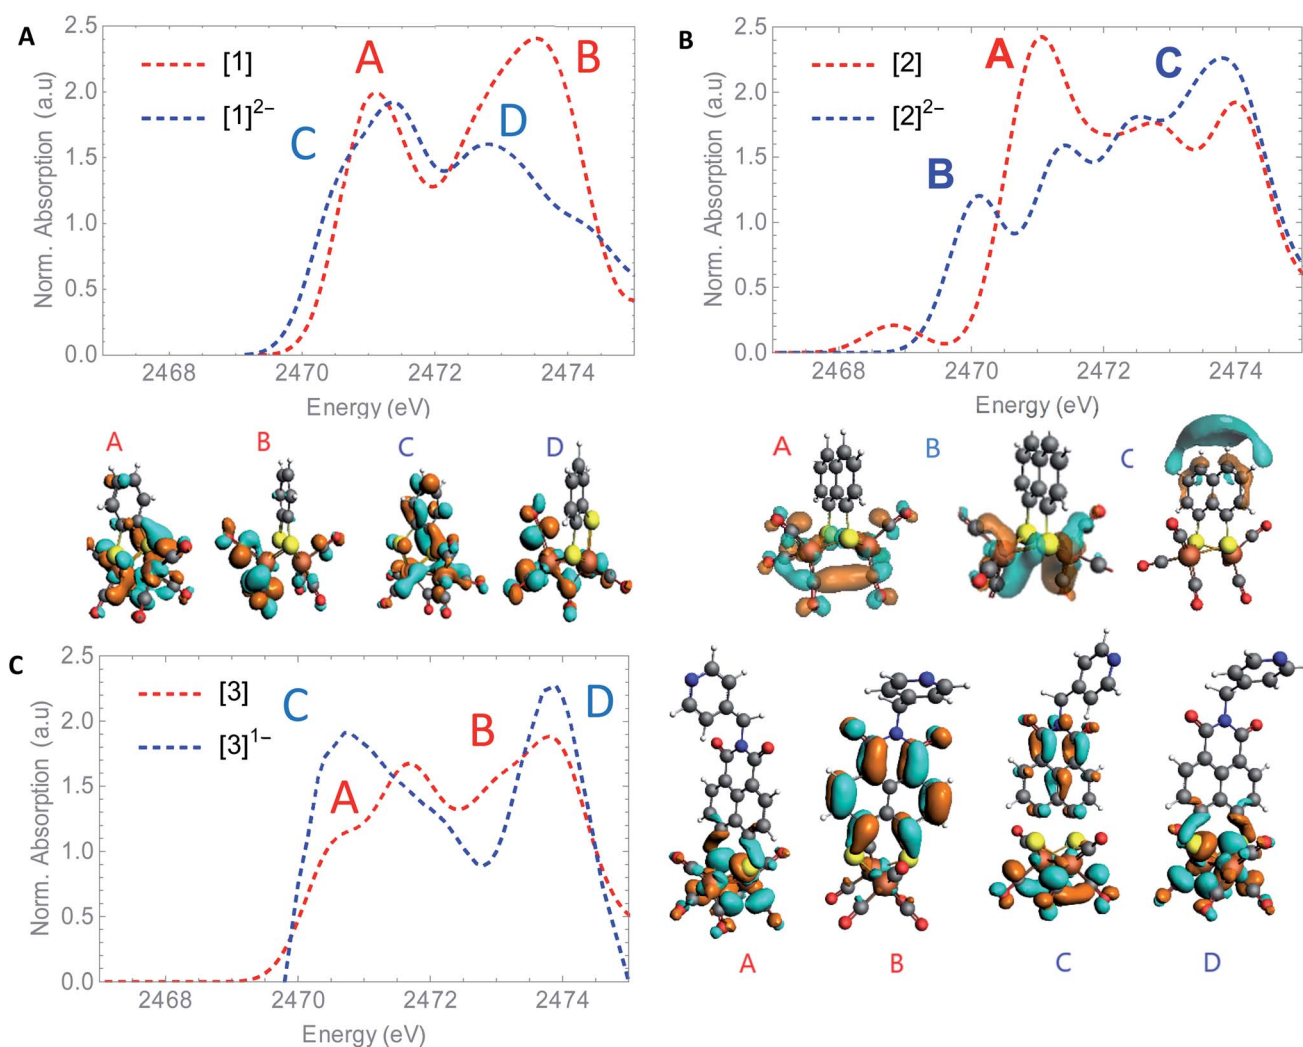 A
Norm. Absorption (a.u)
2.5
2.0
1.5
1.0
0.5
0.0
[1]
[1]2–
A
B
C
D
2468
2470
2472
2474
Energy (eV)
A
B
C
D
B
Norm. Absorption (a.u)
2.5
2.0
1.5
1.0
0.5
0.0
[2]
[2]2–
A
C
B
2468
2470
2472
2474
Energy (eV)
A
B
C
C
Norm. Absorption (a.u)
2.5
2.0
1.5
1.0
0.5
0.0
[3]
[3]1–
C
D
B
A
2468
2470
2472
2474
Energy (eV)
A
B
C
D